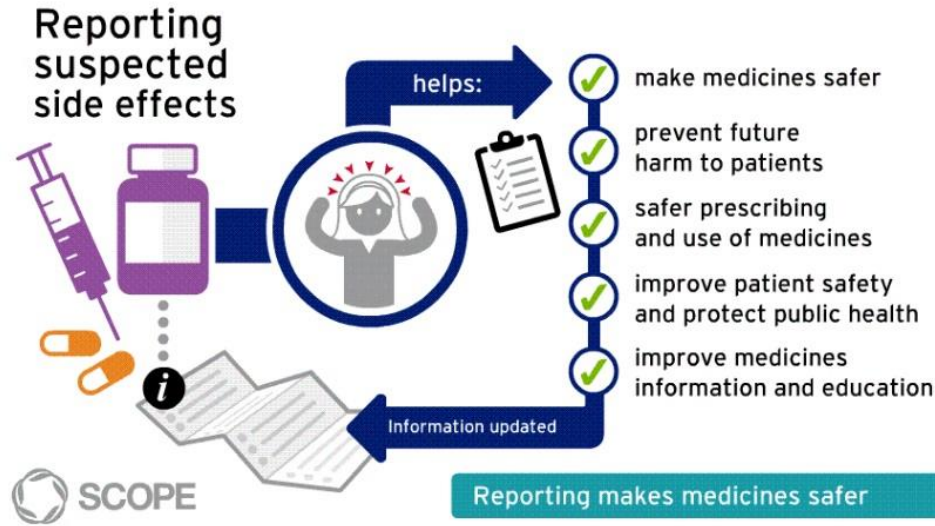 Reporting
suspected
side effects
helps:
make medicines safer
prevent future
harm to patients
safer prescribing
and use of medicines
improve patient safety
and protect public health
improve medicines
information and education
i
Information updated
SCOPE
Reporting makes medicines safer